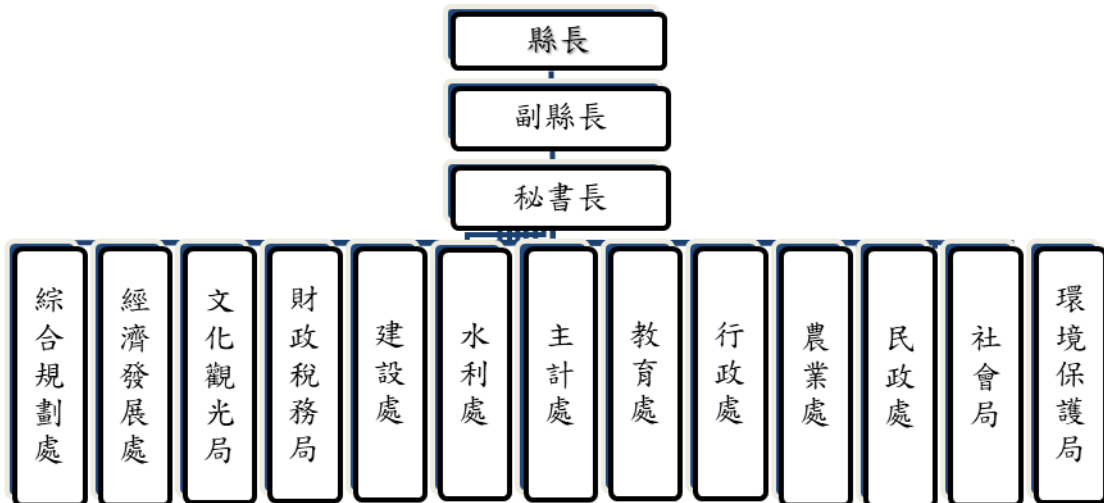 縣長
副縣長
秘書長
綜合規劃處
經濟發展處
文化觀光局
財政稅務局
建設處
水利處
主計處
教育處
行政處
農業處
民政處
社會局
環境保護局